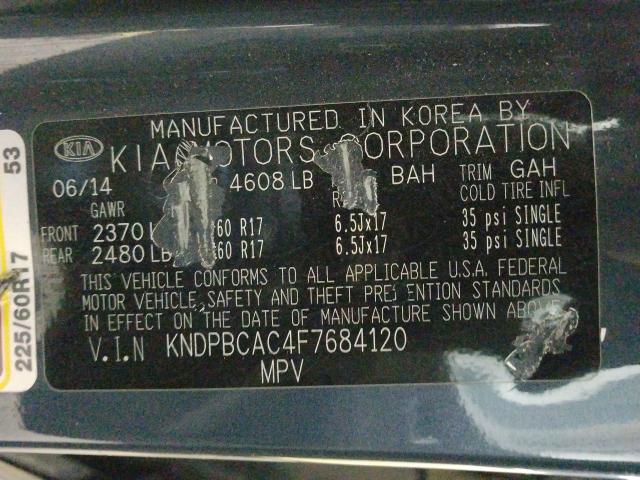 MANUFACTURED IN KOREA BY
KIA MOTORS CORPORATION
06/14 4608 LB BAH TRIM GAH
GAWR COLD TIRE INFL
FRONT 2370 60 R17 6.5Jx17 35 psi SINGLE
REAR 2480 LB 60 R17 6.5Jx17 35 psi SINGLE
THIS VEHICLE CONFORMS TO ALL APPLICABLE U.S.A. FEDERAL
MOTOR VEHICLE SAFETY AND THEFT PREVENTION STANDARDS
IN EFFECT ON THE DATE OF MANUFACTURE SHOWN ABOVE.
V.I.N KNDPBCAC4F7684120
MPV
53
225/60R17